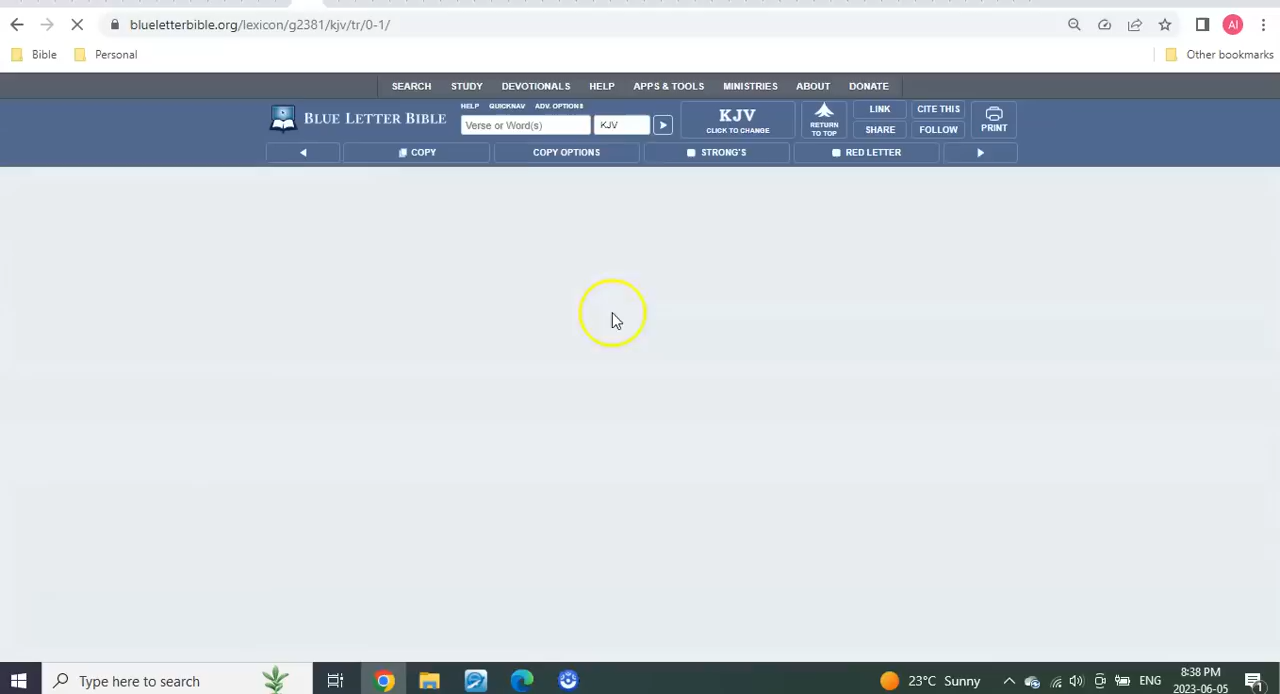 blueletterbible.org/lexicon/g2381/kjv/tr/0-1/
AI
Bible
Personal
Other bookmarks
SEARCH
STUDY
DEVOTIONALS
HELP
APPS & TOOLS
MINISTRIES
ABOUT
DONATE
BLUE LETTER BIBLE
HELP
QUICKNAV
ADV. OPTIONS
Verse or Word(s)
KJV
KJV
CLICK TO CHANGE
RETURN
TO TOP
LINK
CITE THIS
SHARE
FOLLOW
PRINT
COPY
COPY OPTIONS
STRONG'S
RED LETTER
Type here to search
23°C Sunny
ENG
8:38 PM
2023-06-05
1